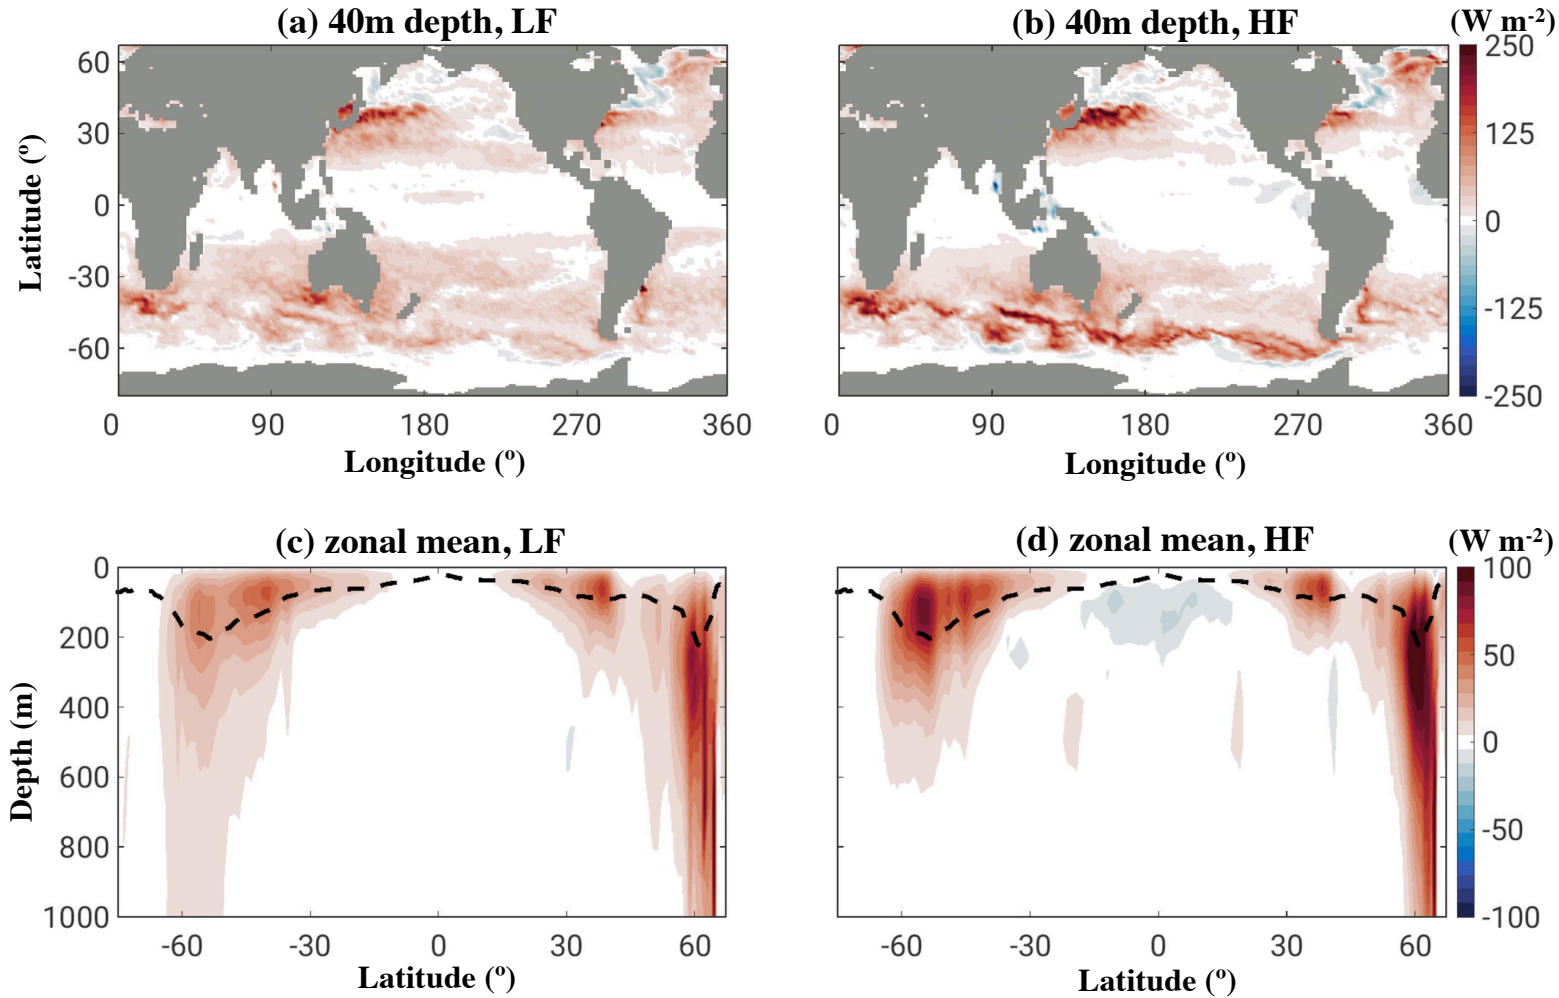 (a) 40m depth, LF
(b) 40m depth, HF
(W m-2)
60
30
0
-30
-60
Latitude (º)
0 90 180 270 360
Longitude (º)
0 90 180 270 360
Longitude (º)
250
125
0
-125
-250
(c) zonal mean, LF
(d) zonal mean, HF
(W m-2)
0
200
400
600
800
1000
Depth (m)
-60 -30 0 30 60
Latitude (º)
-60 -30 0 30 60
Latitude (º)
100
50
0
-50
-100